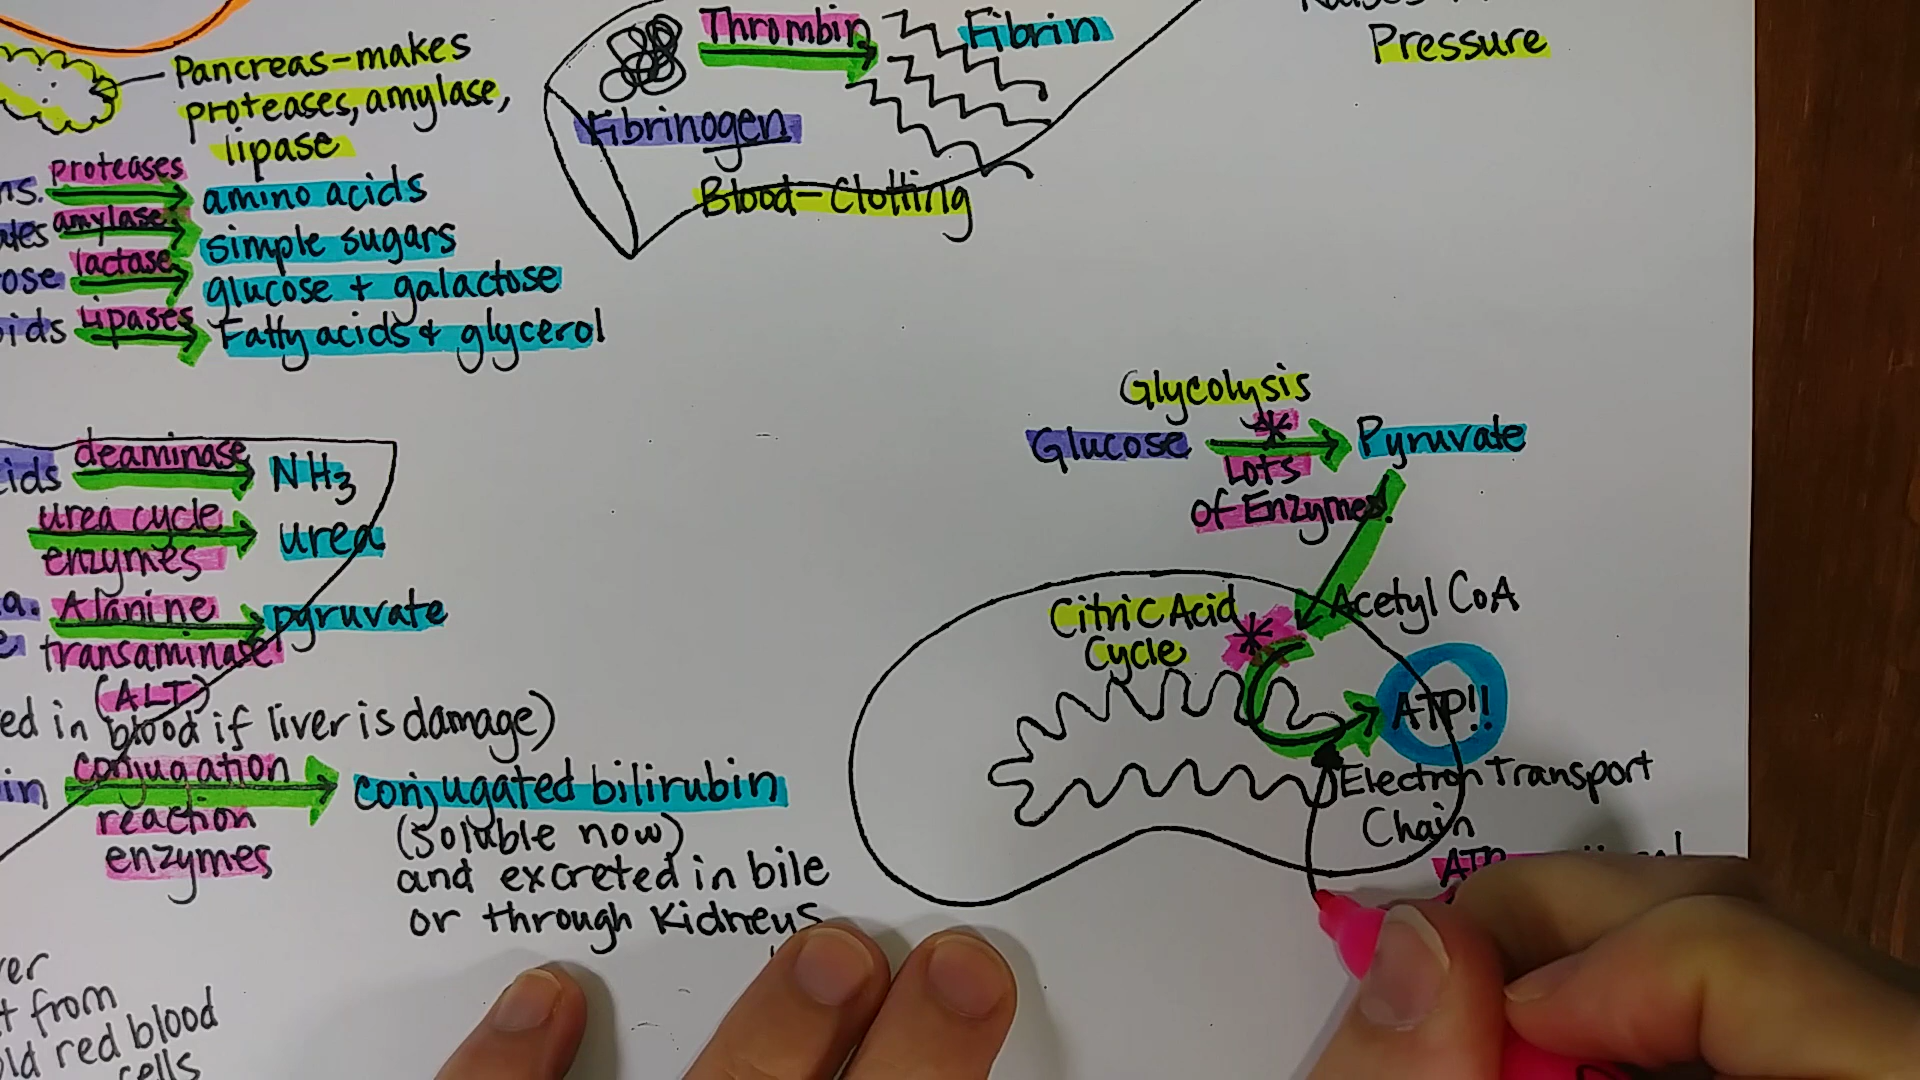 Pancreas-makes
proteases, amylase,
lipase
proteases
amino acids
amylase
simple sugars
lactase
glucose + galactose
Lipases
Fatty acids & glycerol
Thrombin
Fibrin
Fibrinogen
Blood-Clotting
Pressure
deaminase
NH3
urea cycle
enzymes
urea
Alanine
transaminase
(ALT)
pyruvate
ed in blood if liver is damage)
conjugation
reaction
enzymes
conjugated bilirubin
(soluble now)
and excreted in bile
or through kidneys
t from
old red blood
cells
Glycolysis
Glucose
*
Pyruvate
Lots
of Enzymes!
Acetyl CoA
Citric Acid
Cycle
*
ATP!!
Electron Transport
Chain